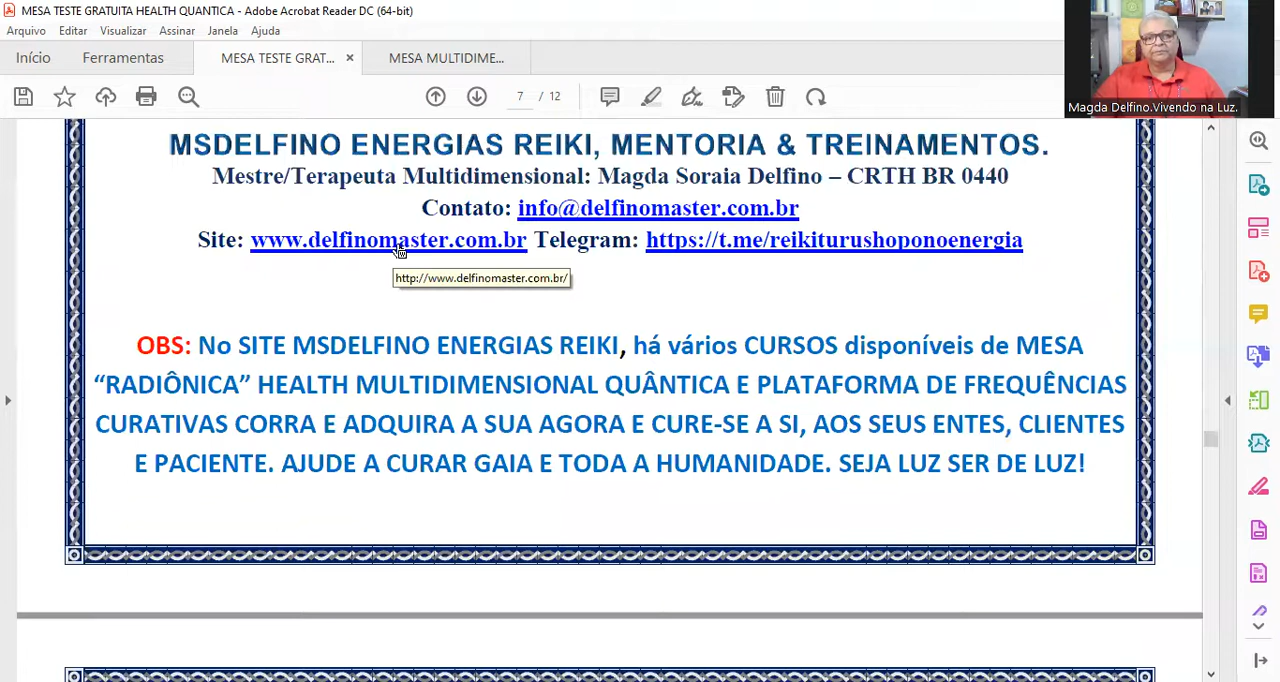 MESA TESTE GRATUITA HEALTH QUANTICA - Adobe Acrobat Reader DC (64-bit)
Arquivo Editar Visualizar Assinar Janela Ajuda
Início Ferramentas MESA TESTE GRAT... × MESA MULTIDIME...
7 / 12
Magda Delfino.Vivendo na Luz.
MSDELFINO ENERGIAS REIKI, MENTORIA & TREINAMENTOS.
Mestre/Terapeuta Multidimensional: Magda Soraia Delfino – CRTH BR 0440
Contato: info@delfinomaster.com.br
Site: www.delfinomaster.com.br Telegram: https://t.me/reikiturushoponoenergia
http://www.delfinomaster.com.br/
OBS: No SITE MSDELFINO ENERGIAS REIKI, há vários CURSOS disponíveis de MESA
“RADIÔNICA” HEALTH MULTIDIMENSIONAL QUÂNTICA E PLATAFORMA DE FREQUÊNCIAS
CURATIVAS CORRA E ADQUIRA A SUA AGORA E CURE-SE A SI, AOS SEUS ENTES, CLIENTES
E PACIENTE. AJUDE A CURAR GAIA E TODA A HUMANIDADE. SEJA LUZ SER DE LUZ!